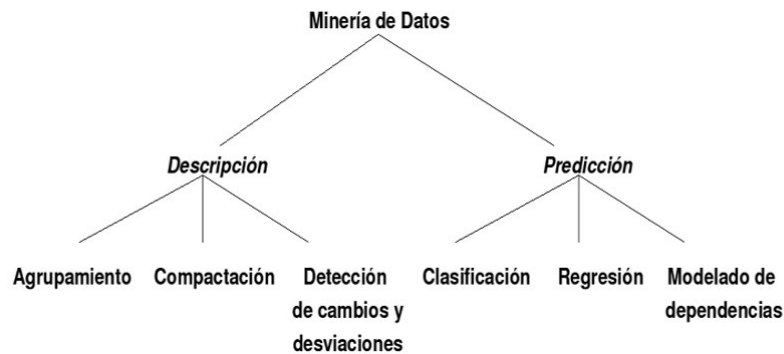 Minería de Datos
Descripción
Predicción
Agrupamiento
Compactación
Detección
de cambios y
desviaciones
Clasificación
Regresión
Modelado de
dependencias